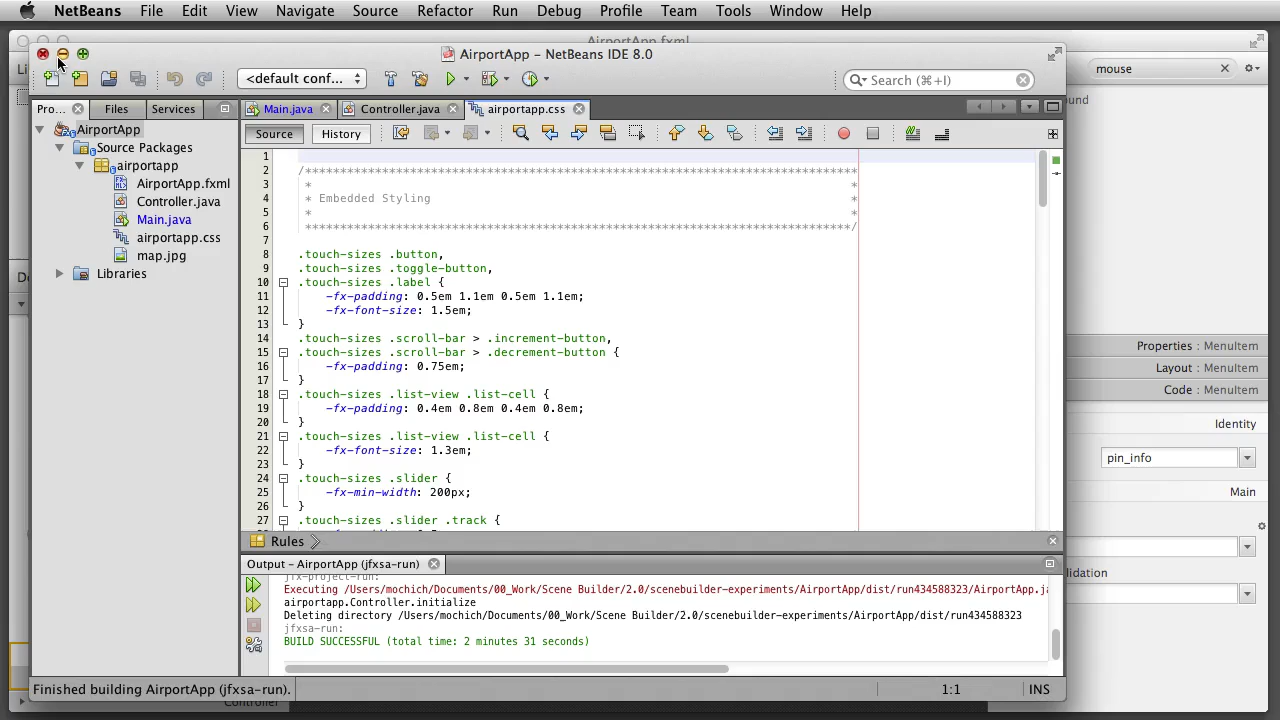 NetBeans File Edit View Navigate Source Refactor Run Debug Profile Team Tools Window Help
AirportApp.fxml
AirportApp – NetBeans IDE 8.0
<default conf...
Search (⌘+I)
mouse
Pro... Files Services
Main.java Controller.java airportapp.css
Source History
AirportApp
Source Packages
airportapp
AirportApp.fxml
Controller.java
Main.java
airportapp.css
map.jpg
Libraries
1
2 /******************************************************************************
3 * *
4 * Embedded Styling *
5 * *
6 ******************************************************************************/
7
8 .touch-sizes .button,
9 .touch-sizes .toggle-button,
10 .touch-sizes .label {
11 -fx-padding: 0.5em 1.1em 0.5em 1.1em;
12 -fx-font-size: 1.5em;
13 }
14 .touch-sizes .scroll-bar > .increment-button,
15 .touch-sizes .scroll-bar > .decrement-button {
16 -fx-padding: 0.75em;
17 }
18 .touch-sizes .list-view .list-cell {
19 -fx-padding: 0.4em 0.8em 0.4em 0.8em;
20 }
21 .touch-sizes .list-view .list-cell {
22 -fx-font-size: 1.3em;
23 }
24 .touch-sizes .slider {
25 -fx-min-width: 200px;
26 }
27 .touch-sizes .slider .track {
Rules
Output – AirportApp (jfxsa-run)
jfx-project-run:
Executing /Users/mochich/Documents/00_Work/Scene Builder/2.0/scenebuilder-experiments/AirportApp/dist/run434588323/AirportApp.ja
airportapp.Controller.initialize
Deleting directory /Users/mochich/Documents/00_Work/Scene Builder/2.0/scenebuilder-experiments/AirportApp/dist/run434588323
jfxsa-run:
BUILD SUCCESSFUL (total time: 2 minutes 31 seconds)
Finished building AirportApp (jfxsa-run).
1:1
INS
Properties : MenuItem
Layout : MenuItem
Code : MenuItem
Identity
pin_info
Main
Controller